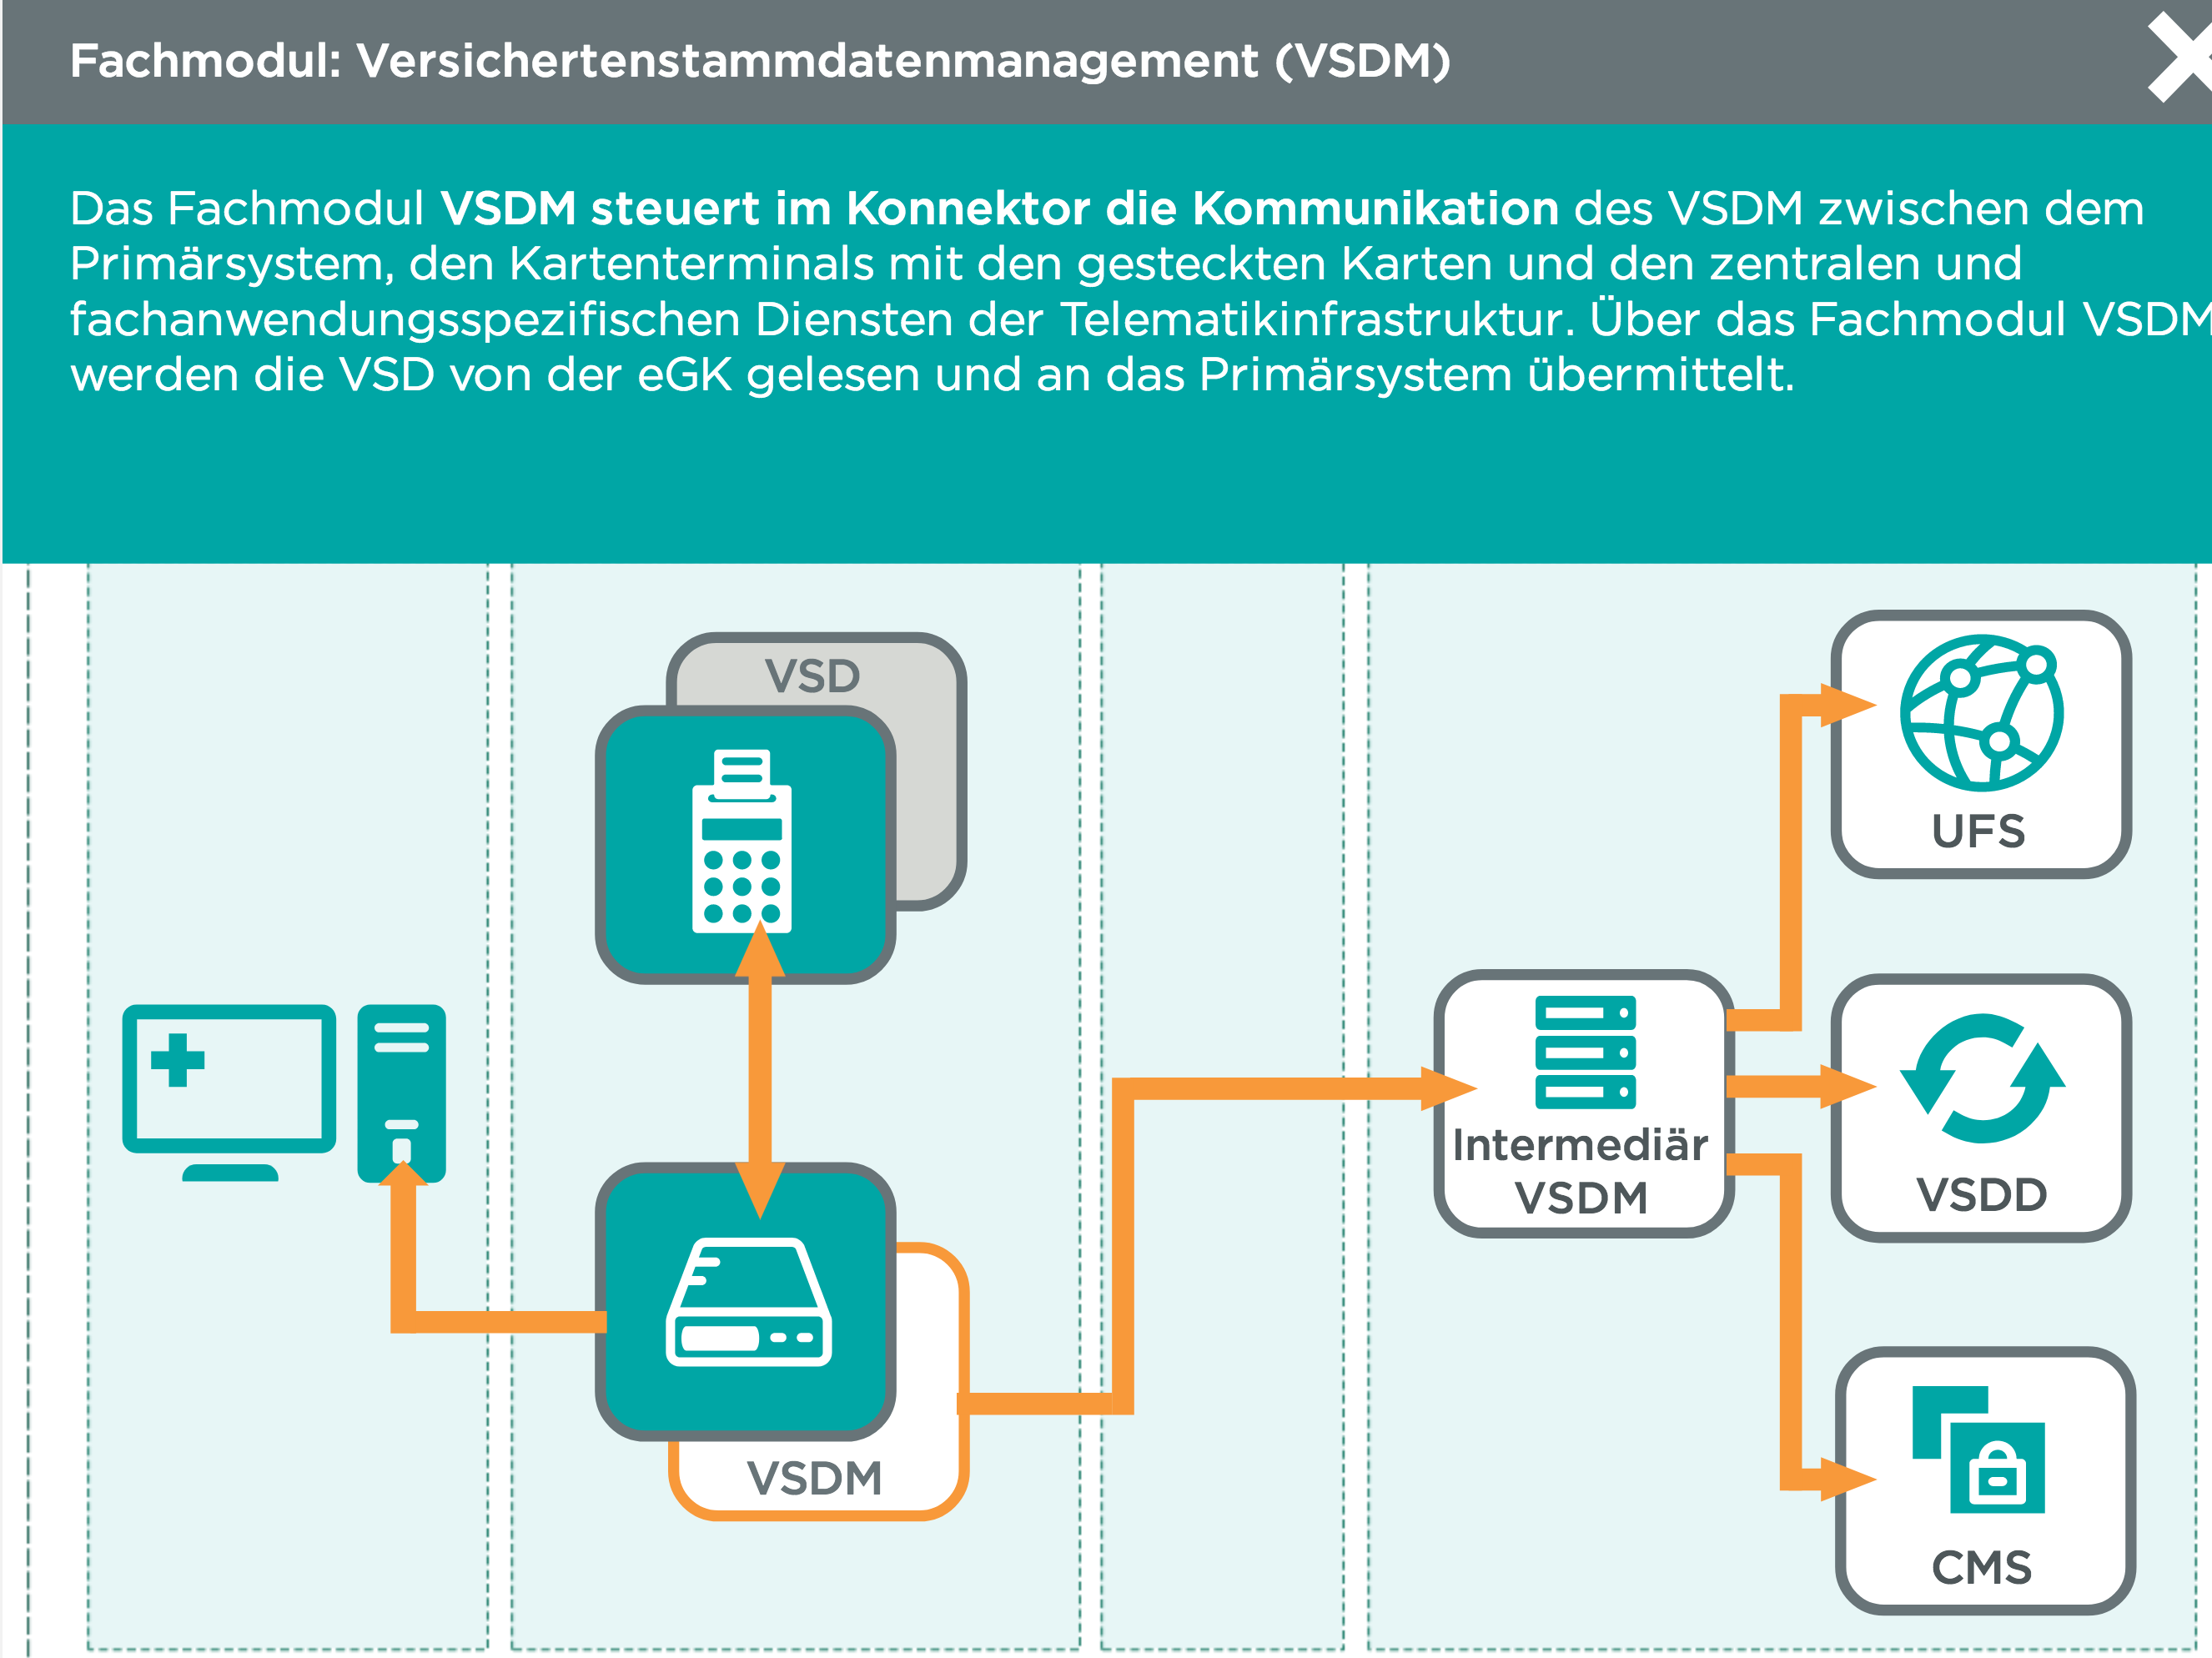 Fachmodul: Versichertenstammdatenmanagement (VSDM)
Das Fachmodul VSDM steuert im Konnektor die Kommunikation des VSDM zwischen dem
Primärsystem, den Kartenterminals mit den gesteckten Karten und den zentralen und
fachanwendungsspezifischen Diensten der Telematikinfrastruktur. Über das Fachmodul VSDM
werden die VSD von der eGK gelesen und an das Primärsystem übermittelt.
VSD
UFS
Intermediär
VSDM
VSDD
VSDM
CMS